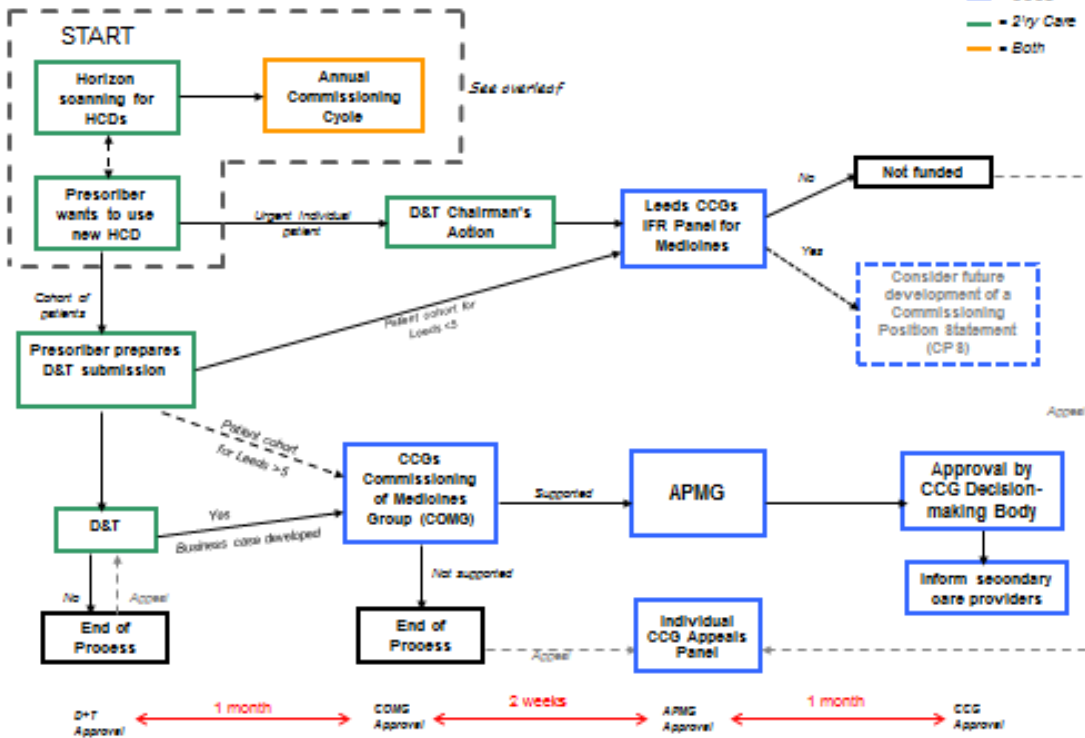 = 2'ry Care
= Both
START
Horizon
scanning for
HCDs
Annual
Commissioning
Cycle
See overleaf
Prescriber
wants to use
new HCD
Urgent Individual
patient
D&T Chairman's
Action
Leeds CCGs
IFR Panel for
Medicines
No
Not funded
Yes
Consider future
development of a
Commissioning
Position Statement
(CPS)
Cohort of
patients
Patient cohort for
Leeds <5
Prescriber prepares
D&T submission
Appeal
Patient cohort
for Leeds >5
CCGs
Commissioning
of Medicines
Group (COMG)
Supported
APMG
Approval by
CCG Decision-
making Body
D&T
Yes
Business case developed
Not supported
Inform secondary
care providers
No
Appeal
End of
Process
End of
Process
Appeal
Individual
CCG Appeals
Panel
D+T
Approval
1 month
COMG
Approval
2 weeks
APMG
Approval
1 month
CCG
Approval